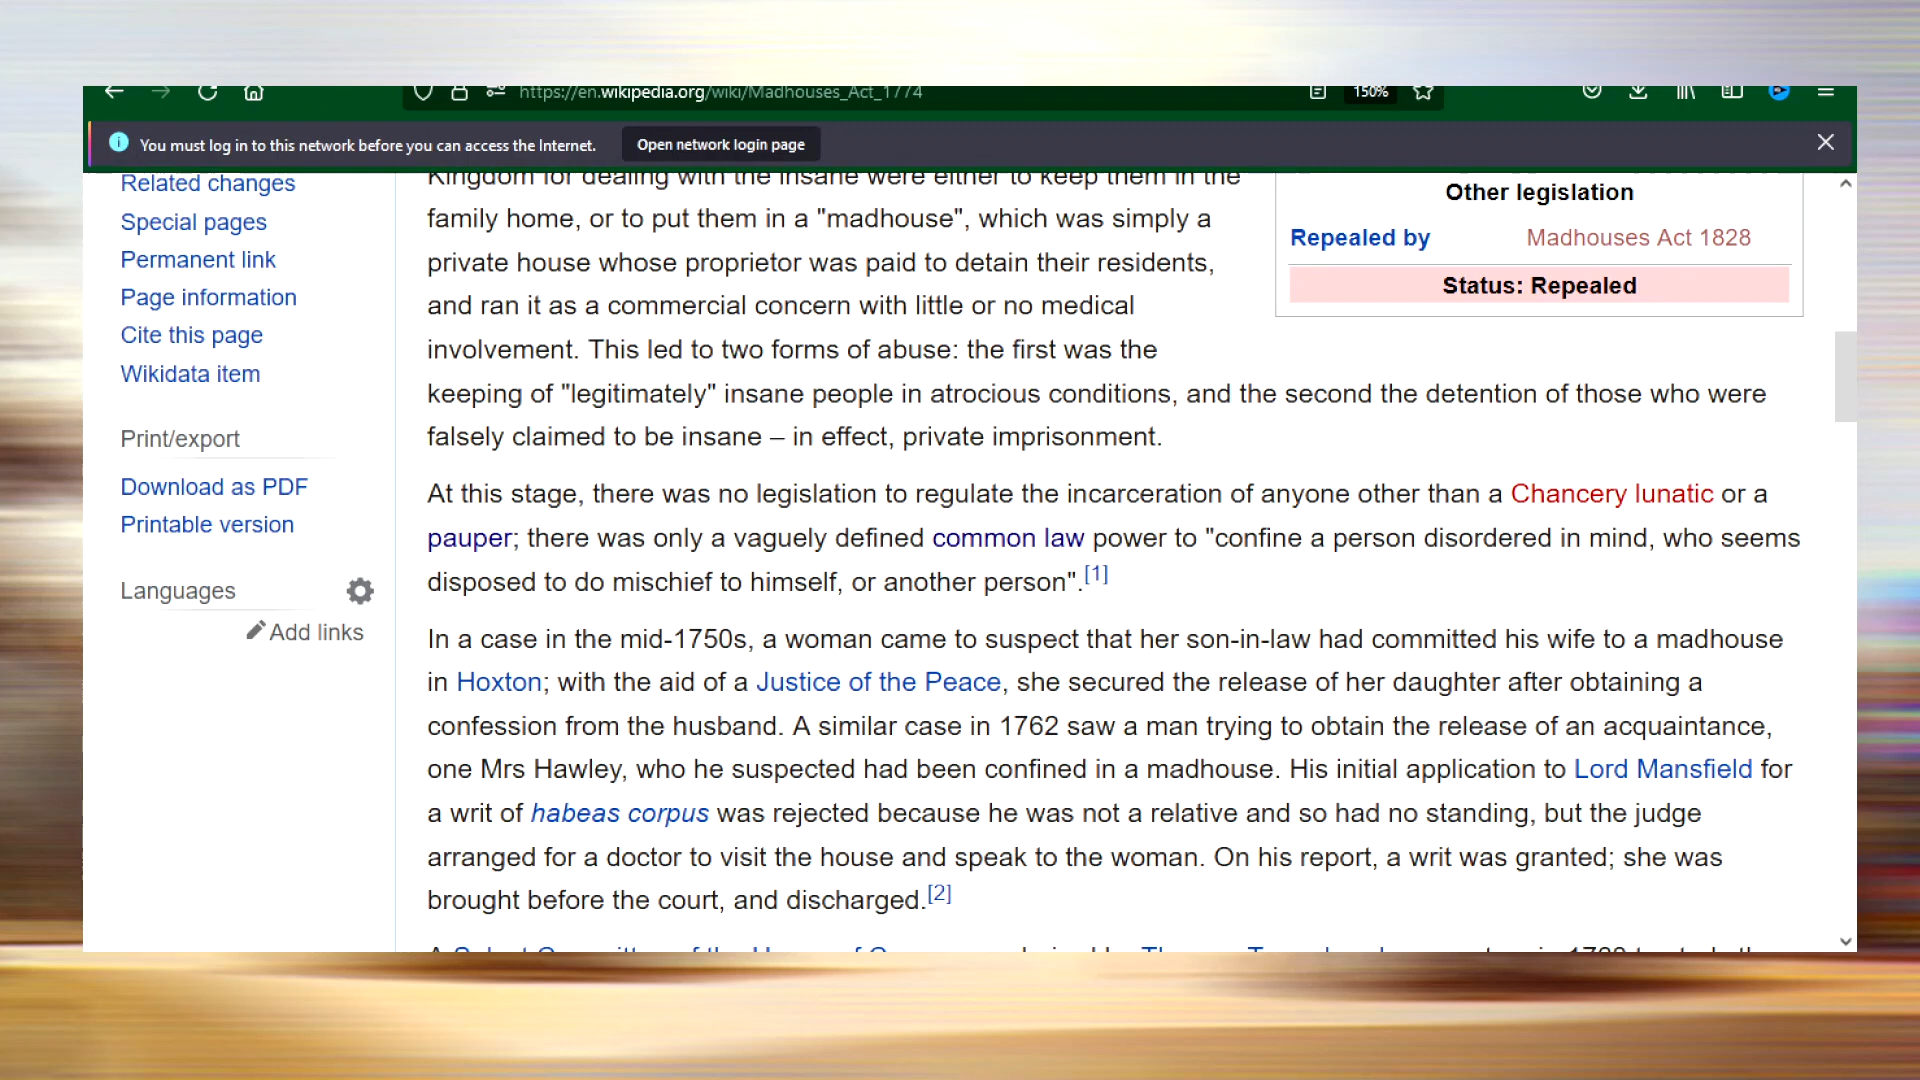 https://en.wikipedia.org/wiki/Madhouses_Act_1774
150%
You must log in to this network before you can access the Internet.
Open network login page
Related changes
Special pages
Permanent link
Page information
Cite this page
Wikidata item
Print/export
Download as PDF
Printable version
Languages
Add links
Kingdom for dealing with the insane were either to keep them in the
family home, or to put them in a "madhouse", which was simply a
private house whose proprietor was paid to detain their residents,
and ran it as a commercial concern with little or no medical
involvement. This led to two forms of abuse: the first was the
keeping of "legitimately" insane people in atrocious conditions, and the second the detention of those who were
falsely claimed to be insane – in effect, private imprisonment.
Other legislation
Repealed by Madhouses Act 1828
Status: Repealed
At this stage, there was no legislation to regulate the incarceration of anyone other than a Chancery lunatic or a
pauper; there was only a vaguely defined common law power to "confine a person disordered in mind, who seems
disposed to do mischief to himself, or another person".[1]
In a case in the mid-1750s, a woman came to suspect that her son-in-law had committed his wife to a madhouse
in Hoxton; with the aid of a Justice of the Peace, she secured the release of her daughter after obtaining a
confession from the husband. A similar case in 1762 saw a man trying to obtain the release of an acquaintance,
one Mrs Hawley, who he suspected had been confined in a madhouse. His initial application to Lord Mansfield for
a writ of habeas corpus was rejected because he was not a relative and so had no standing, but the judge
arranged for a doctor to visit the house and speak to the woman. On his report, a writ was granted; she was
brought before the court, and discharged.[2]